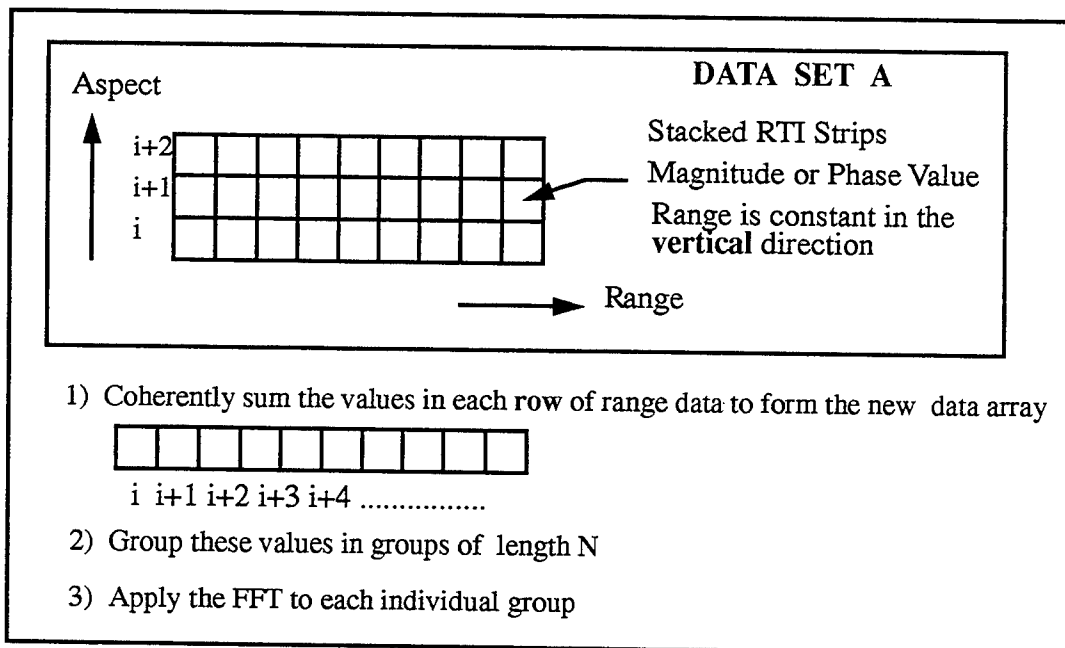 DATA SET A
Aspect
i+2
i+1
i
Stacked RTI Strips
Magnitude or Phase Value
Range is constant in the
vertical direction
Range
1) Coherently sum the values in each row of range data to form the new data array
i i+1 i+2 i+3 i+4 ................
2) Group these values in groups of length N
3) Apply the FFT to each individual group